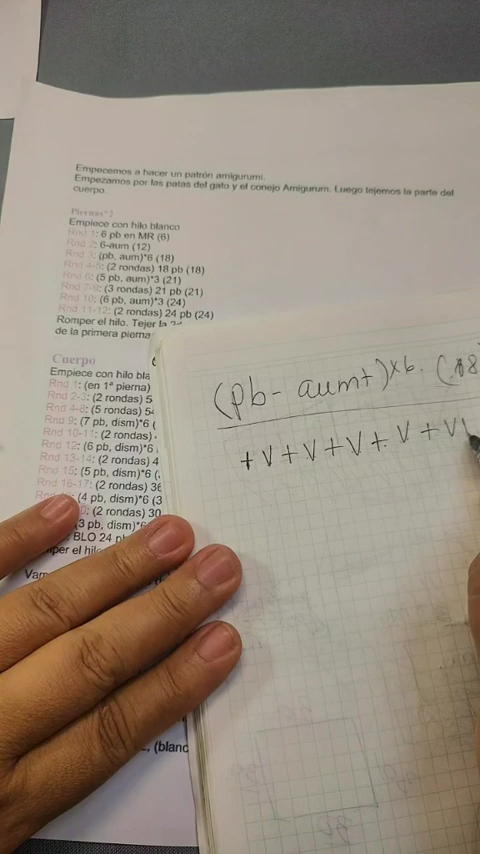 Empecemos a hacer un patrón amigurumi.
Empezamos por las patas del gato y el conejo Amigurum. Luego tejemos la parte del
cuerpo.
Piernas*2
Empiece con hilo blanco
Rnd 1: 6 pb en MR (6)
Rnd 2: 6-aum (12)
Rnd 3: (pb, aum)*6 (18)
Rnd 4-5: (2 rondas) 18 pb (18)
Rnd 6: (5 pb, aum)*3 (21)
Rnd 7-9: (3 rondas) 21 pb (21)
Rnd 10: (6 pb, aum)*3 (24)
Rnd 11-12: (2 rondas) 24 pb (24)
Romper el hilo. Tejer la
de la primera pierna
Cuerpo
Empiece con hilo bla
Rnd 1: (en 1ª pierna)
Rnd 2-3: (2 rondas) 5
Rnd 4-8: (5 rondas) 5
Rnd 9: (7 pb, dism)*6 (
Rnd 10-11: (2 rondas)
Rnd 12: (6 pb, dism)*6
Rnd 13-14: (2 rondas) 4
Rnd 15: (5 pb, dism)*6 (
Rnd 16-17: (2 rondas) 36
Rnd (4 pb, dism)*6 (3
0: (2 rondas) 30
(3 pb, dism)*6
: BLO 24 p
per el hil
Va
, (blanc
(pb- aum+)x6. (18
+ V + V + V + V + V